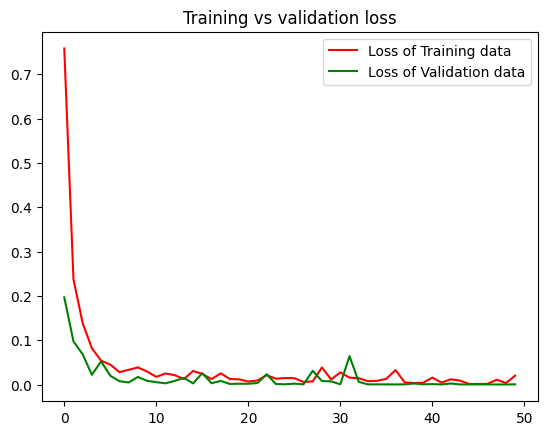 Training vs validation loss
Loss of Training data
Loss of Validation data
0.7
0.6
0.5
0.4
0.3
0.2
0.1
0.0
0 10 20 30 40 50